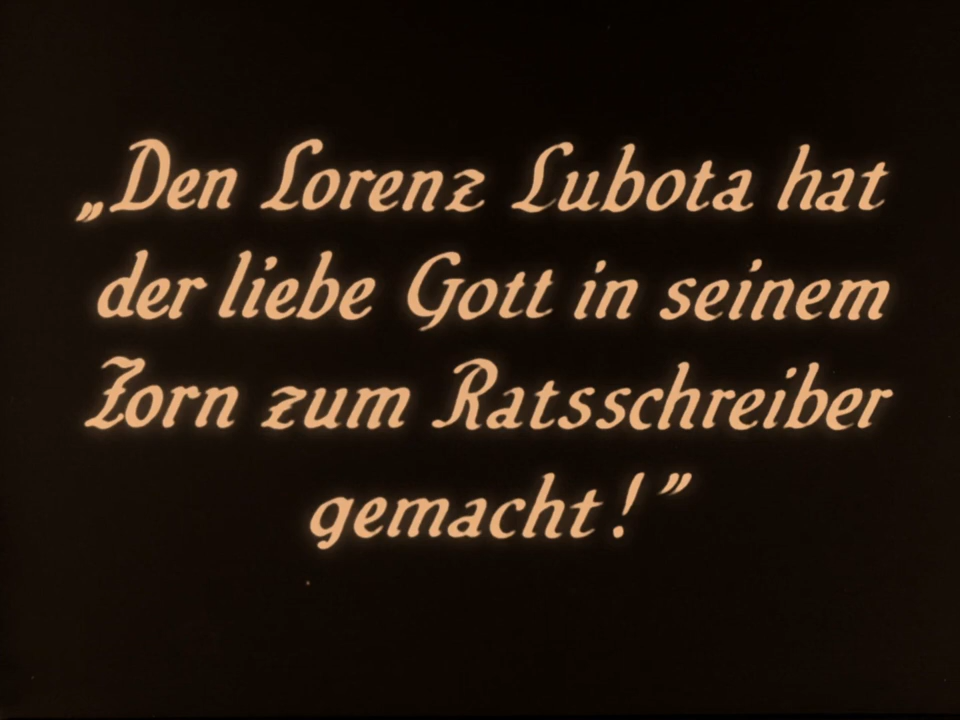 „Den Lorenz Lubota hat
der liebe Gott in seinem
Zorn zum Ratsschreiber
gemacht!”